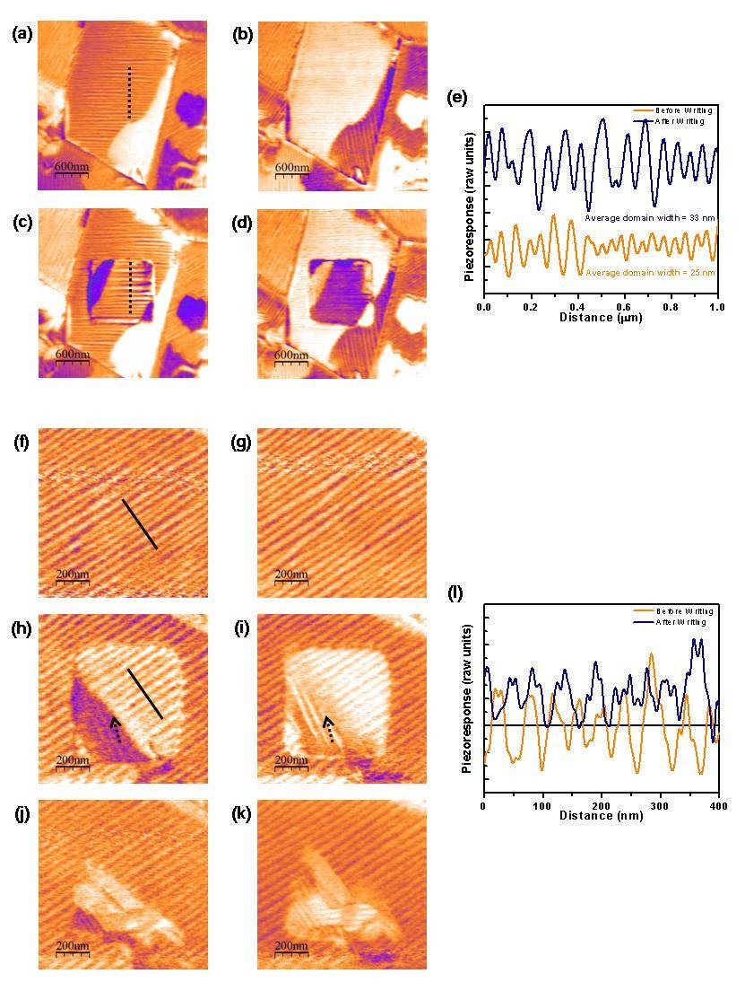 (a)
600nm
(b)
600nm
(c)
600nm
(d)
600nm
(e)
Before Writing
After Writing
Average domain width = 33 nm
Average domain width = 25 nm
Piezoresponse (raw units)
0.0 0.2 0.4 0.6 0.8 1.0
Distance (μm)
(f)
200nm
(g)
200nm
(h)
200nm
(i)
200nm
(j)
200nm
(k)
200nm
(l)
Before Writing
After Writing
Piezoresponse (raw units)
0 100 200 300 400
Distance (nm)